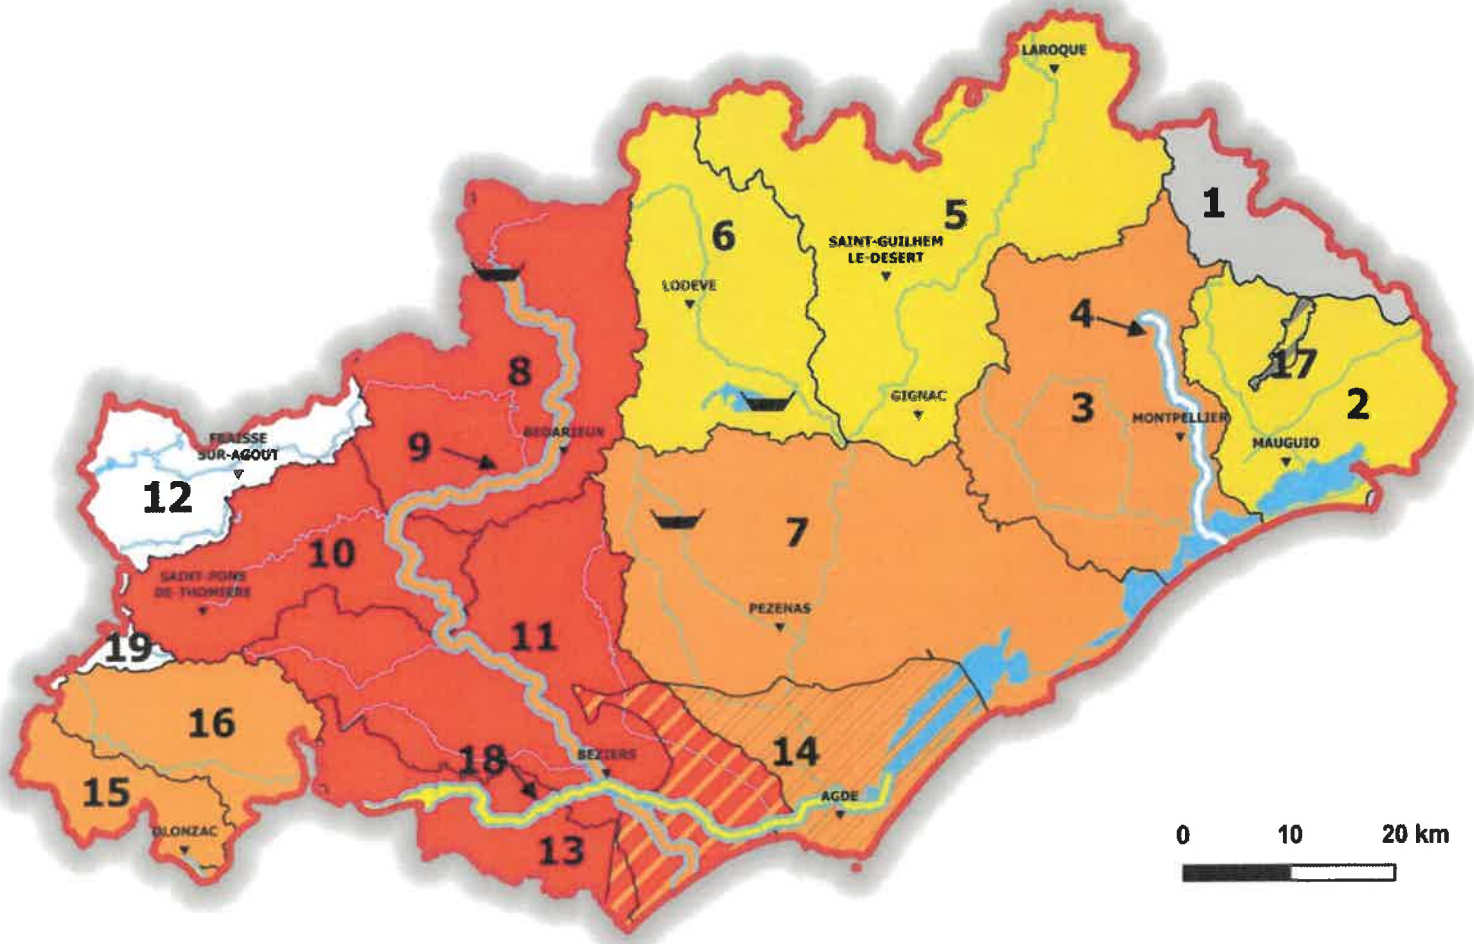 LAROQUE
1
5
6
SAINT-GUILHEM
LE-DESERT
LODEVE
4
17
8
GIGNAC
3
2
MONTPELLIER
BEDARIEUX
9
FRAISSE
SUR-AGOUT
MAUGUIO
12
7
10
SAINT-PONS
DE-THOMIERE
PEZENAS
11
19
16
14
18
BEZIERS
15
AGDE
OLONZAC
13
0 10 20 km